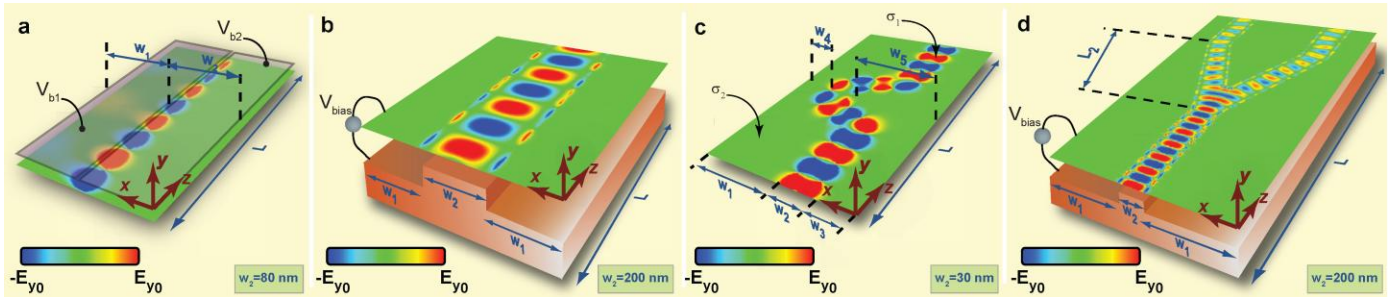 a
V_b1
V_b2
w_1
w
L
x
y
z
-E_y0
E_y0
w_2=80 nm
b
V_bias
w_1
w_2
w_1
L
x
y
z
-E_y0
E_y0
w_2=200 nm
c
σ_1
σ_2
w_4
w_5
w_1
w_2
w_3
L
x
y
z
-E_y0
E_y0
w_2=30 nm
d
L_2
V_bias
w_1
w_2
w_1
L
x
y
z
-E_y0
E_y0
w_2=200 nm